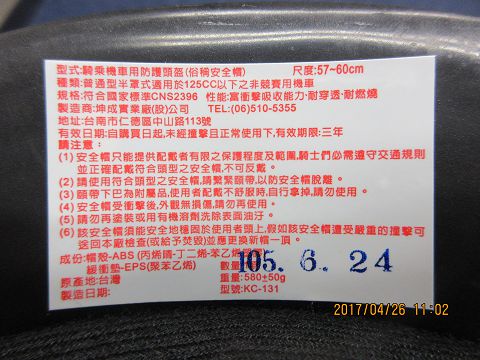 型式:騎乘機車用防護頭盔(俗稱安全帽) 尺度:57~60cm
種類:普通型半罩式適用於125CC以下之非競賽用機車
規格:符合國家標準CNS2396 性能:富衝擊吸收能力·耐穿透·耐燃燒
製造商:坤成實業廠(股)公司 TEL:(06)510-5355
地址:台南市仁德區中山路113號
有效日期:自購買日起,未經撞擊且正常使用下,有效期限:三年
請注意:
(1)安全帽只能提供配戴者有限之保護程度及範圍,騎士們必需遵守交通規則
並正確配戴符合頭型之安全帽,不可反戴。
(2)請使用符合頭型之安全帽,請繫緊頤帶,以防安全帽脫離。
(3)頤帶下巴為附屬品,使用者配戴不舒服時,自行拿掉,請勿再使用。
(4)安全帽受衝擊後,外觀無損傷,請勿再使用。
(5)請勿再塗裝或用有機溶劑洗除表面油汙。
(6)該安全帽須能安全地穩固於使用者頭上,假如該安全帽遭受嚴重的撞擊可
送回本廠檢查(或給予焚毀)並應更換新帽一頂。
成份:帽殼-ABS(丙烯腈-丁二烯-苯乙烯
緩衝墊-EPS(聚苯乙烯) 數量:
原產地:台灣 重量:580±50g
製造日期: 型號:KC-131
105. 6. 24
2017/04/26 11:02